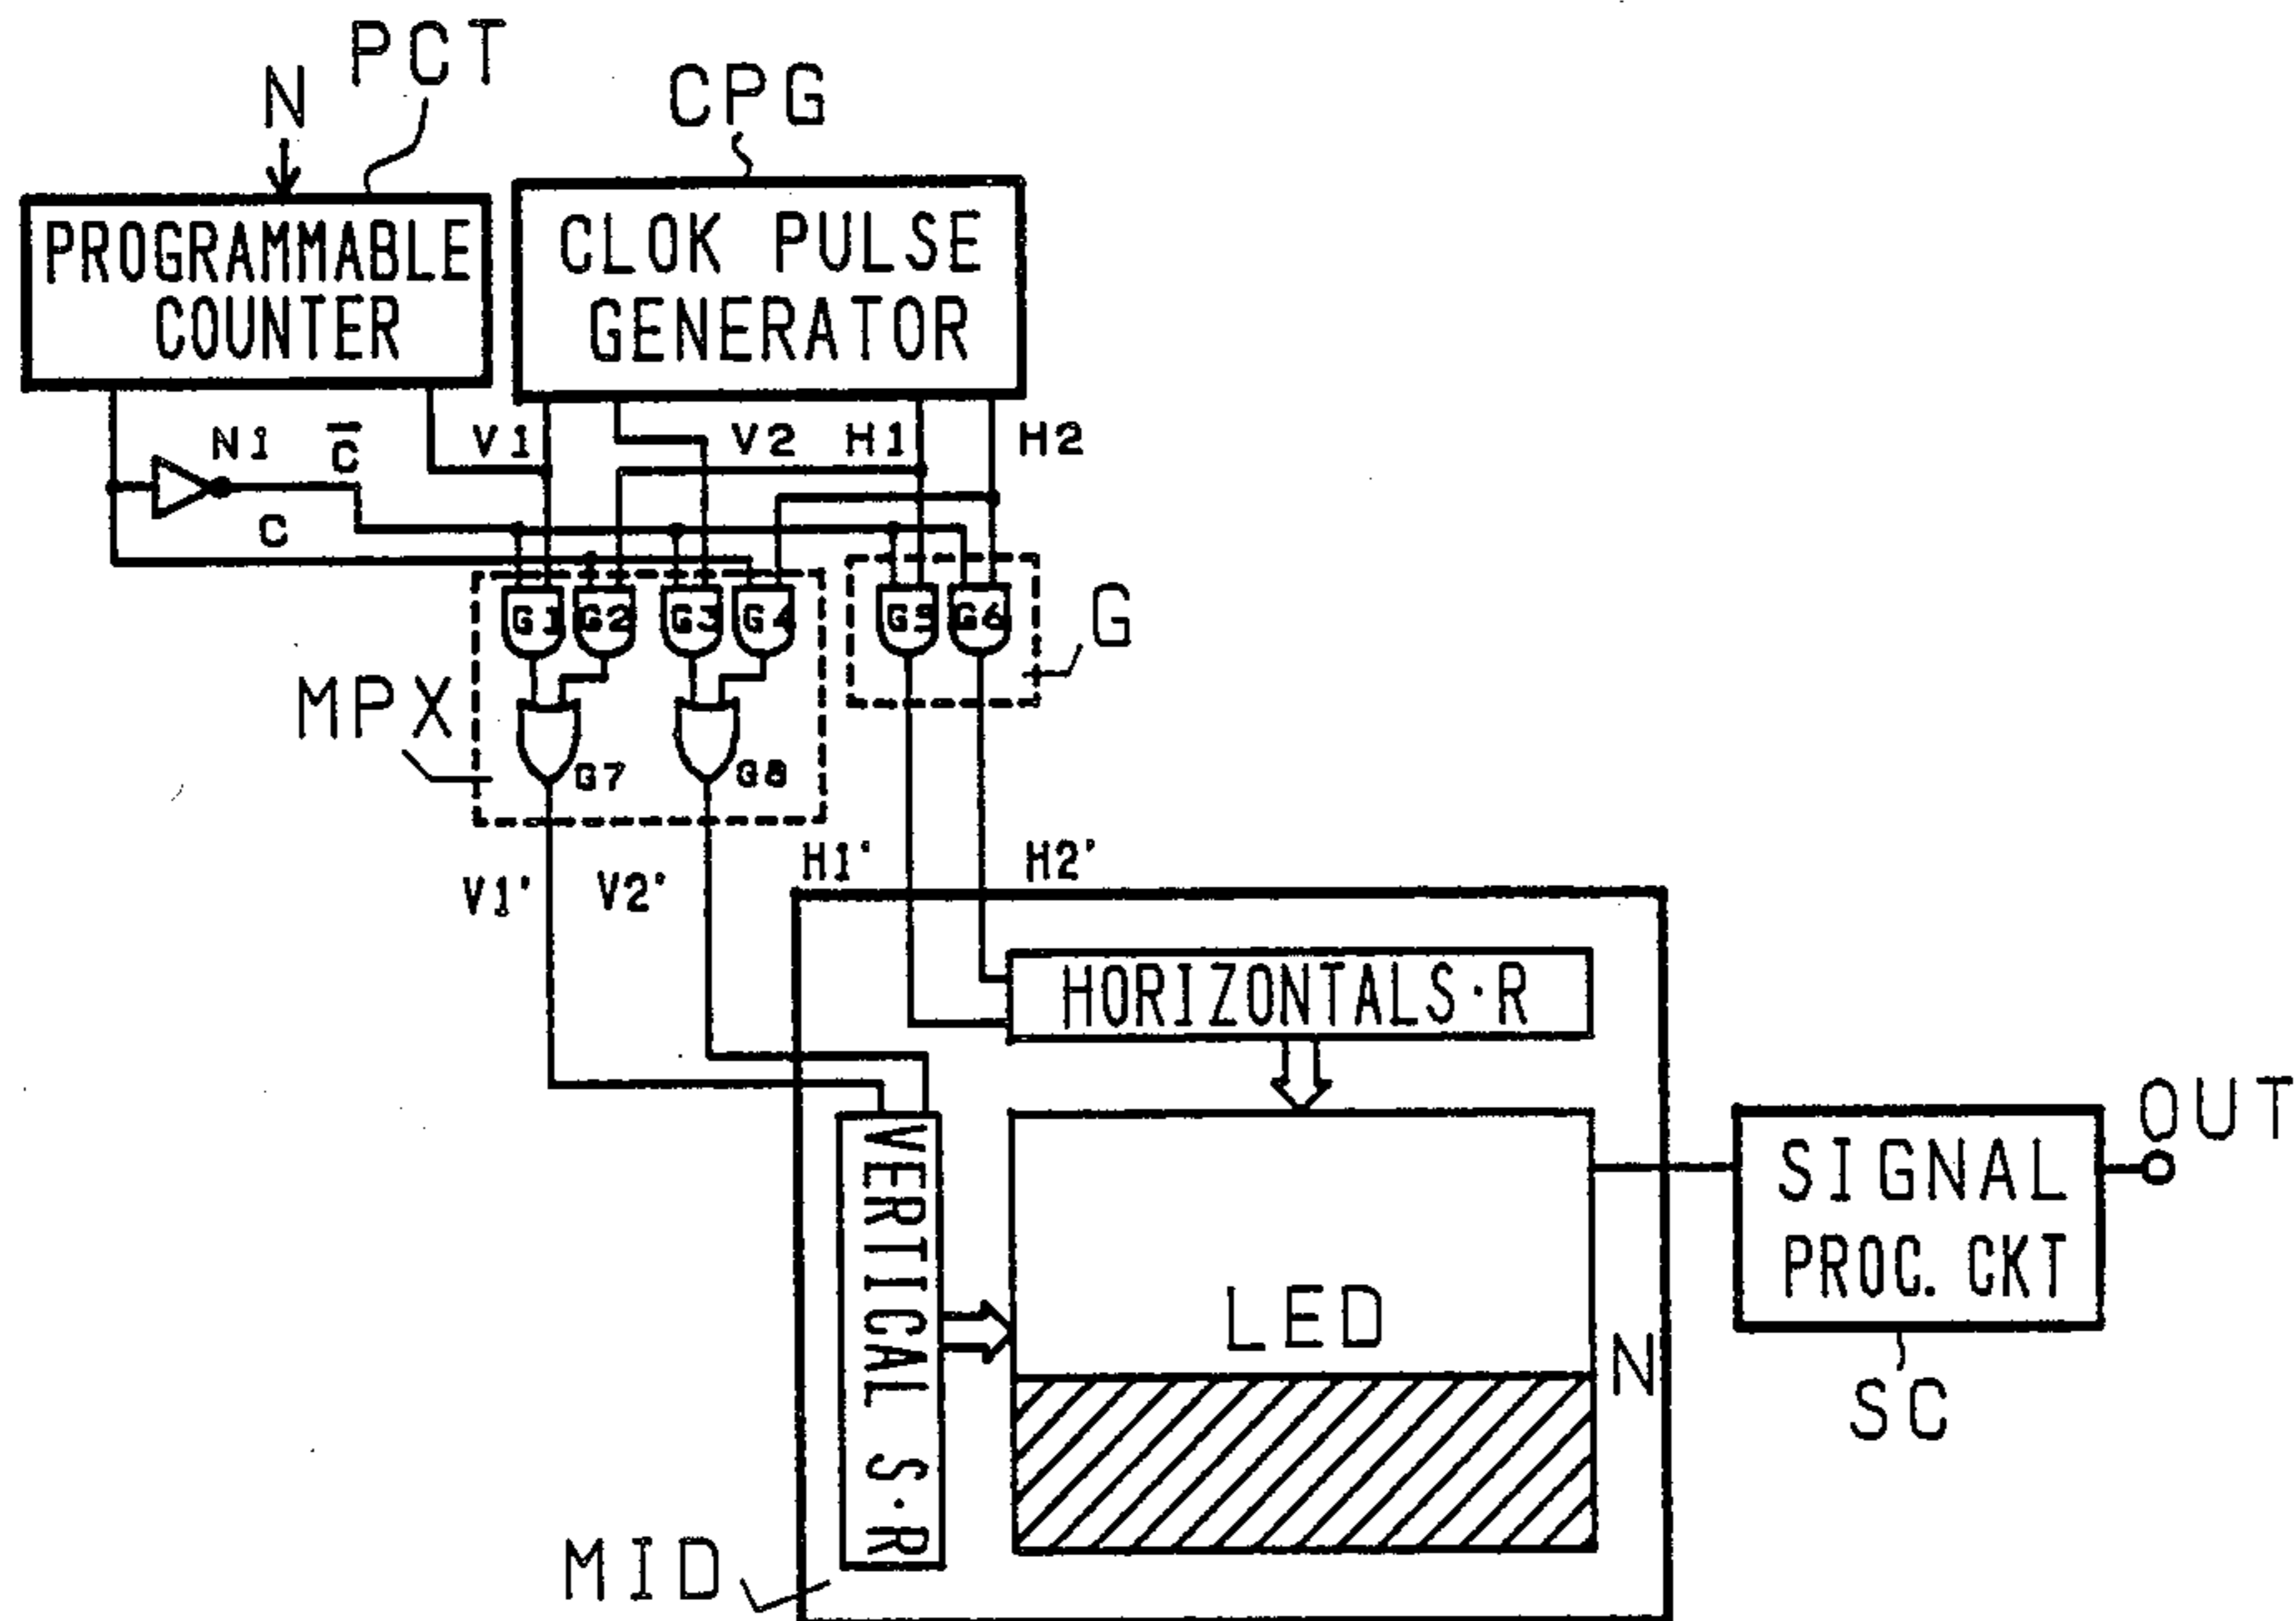 PCT
N
CPG
PROGRAMMABLE
COUNTER
CLOK PULSE
GENERATOR
N1
C̅
V1
V2
H1
H2
C
G1
G2
G3
G4
G5
G6
G
MPX
G7
G8
V1'
V2'
H1'
H2'
HORIZONTALS·R
VERTICAL S·R
LED
N
SIGNAL
PROC. CKT
OUT
SC
MID